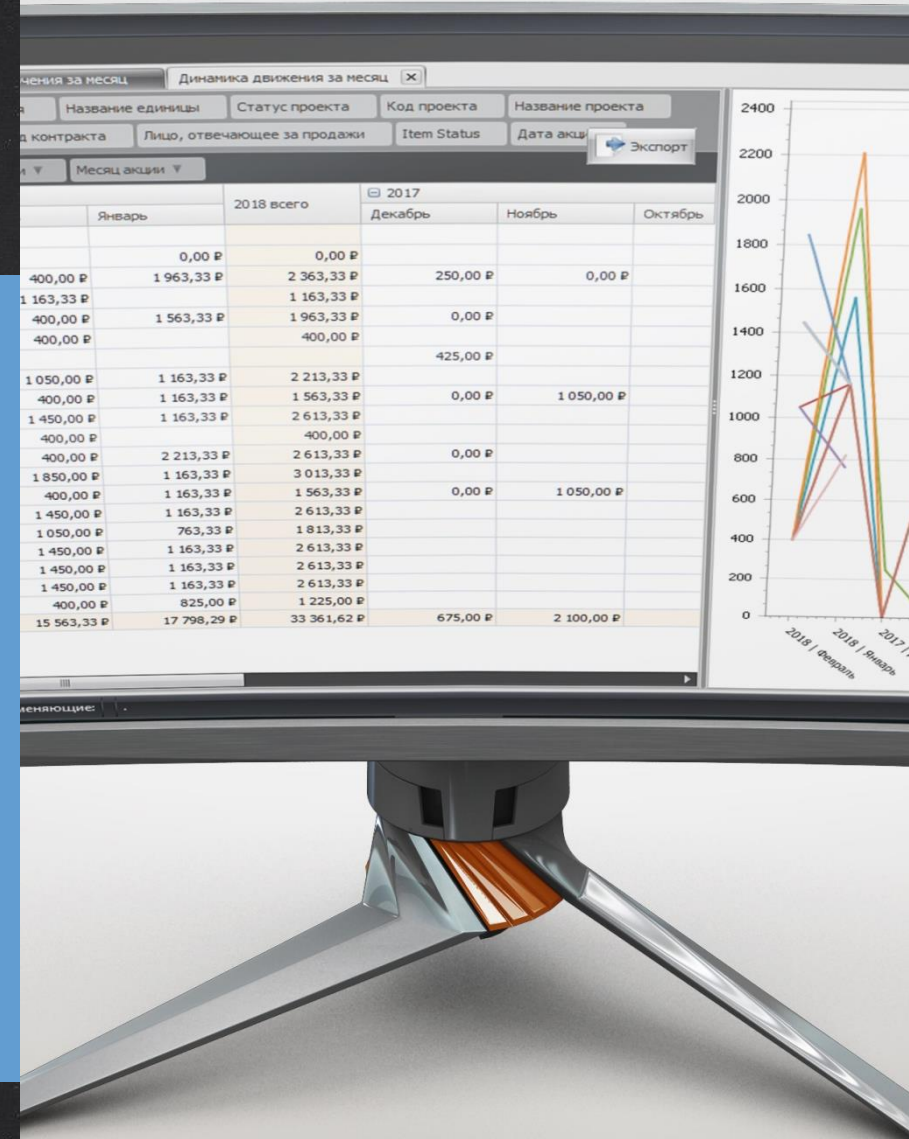 чения за месяц Динамика движения за месяц
Название единицы Статус проекта Код проекта Название проекта
контракта Лицо, отвечающее за продажи Item Status Дата акц
Экспорт
Месяц акции
2018 всего 2017
Январь Декабрь Ноябрь Октябрь
0,00 ₽ 0,00 ₽
400,00 ₽ 1 963,33 ₽ 2 363,33 ₽ 250,00 ₽ 0,00 ₽
1 163,33 ₽ 1 163,33 ₽
400,00 ₽ 1 563,33 ₽ 1 963,33 ₽ 0,00 ₽
400,00 ₽ 400,00 ₽
425,00 ₽
1 050,00 ₽ 1 163,33 ₽ 2 213,33 ₽
400,00 ₽ 1 163,33 ₽ 1 563,33 ₽ 0,00 ₽ 1 050,00 ₽
1 450,00 ₽ 1 163,33 ₽ 2 613,33 ₽
400,00 ₽ 400,00 ₽
400,00 ₽ 2 213,33 ₽ 2 613,33 ₽ 0,00 ₽
1 850,00 ₽ 1 163,33 ₽ 3 013,33 ₽
400,00 ₽ 1 163,33 ₽ 1 563,33 ₽ 0,00 ₽ 1 050,00 ₽
1 450,00 ₽ 1 163,33 ₽ 2 613,33 ₽
1 050,00 ₽ 763,33 ₽ 1 813,33 ₽
1 450,00 ₽ 1 163,33 ₽ 2 613,33 ₽
1 450,00 ₽ 1 163,33 ₽ 2 613,33 ₽
1 450,00 ₽ 1 163,33 ₽ 2 613,33 ₽
400,00 ₽ 825,00 ₽ 1 225,00 ₽
15 563,33 ₽ 17 798,29 ₽ 33 361,62 ₽ 675,00 ₽ 2 100,00 ₽
меняющие: .
2400
2200
2000
1800
1600
1400
1200
1000
800
600
400
200
0
2018 | Февраль
2018 | Январь
2017 |